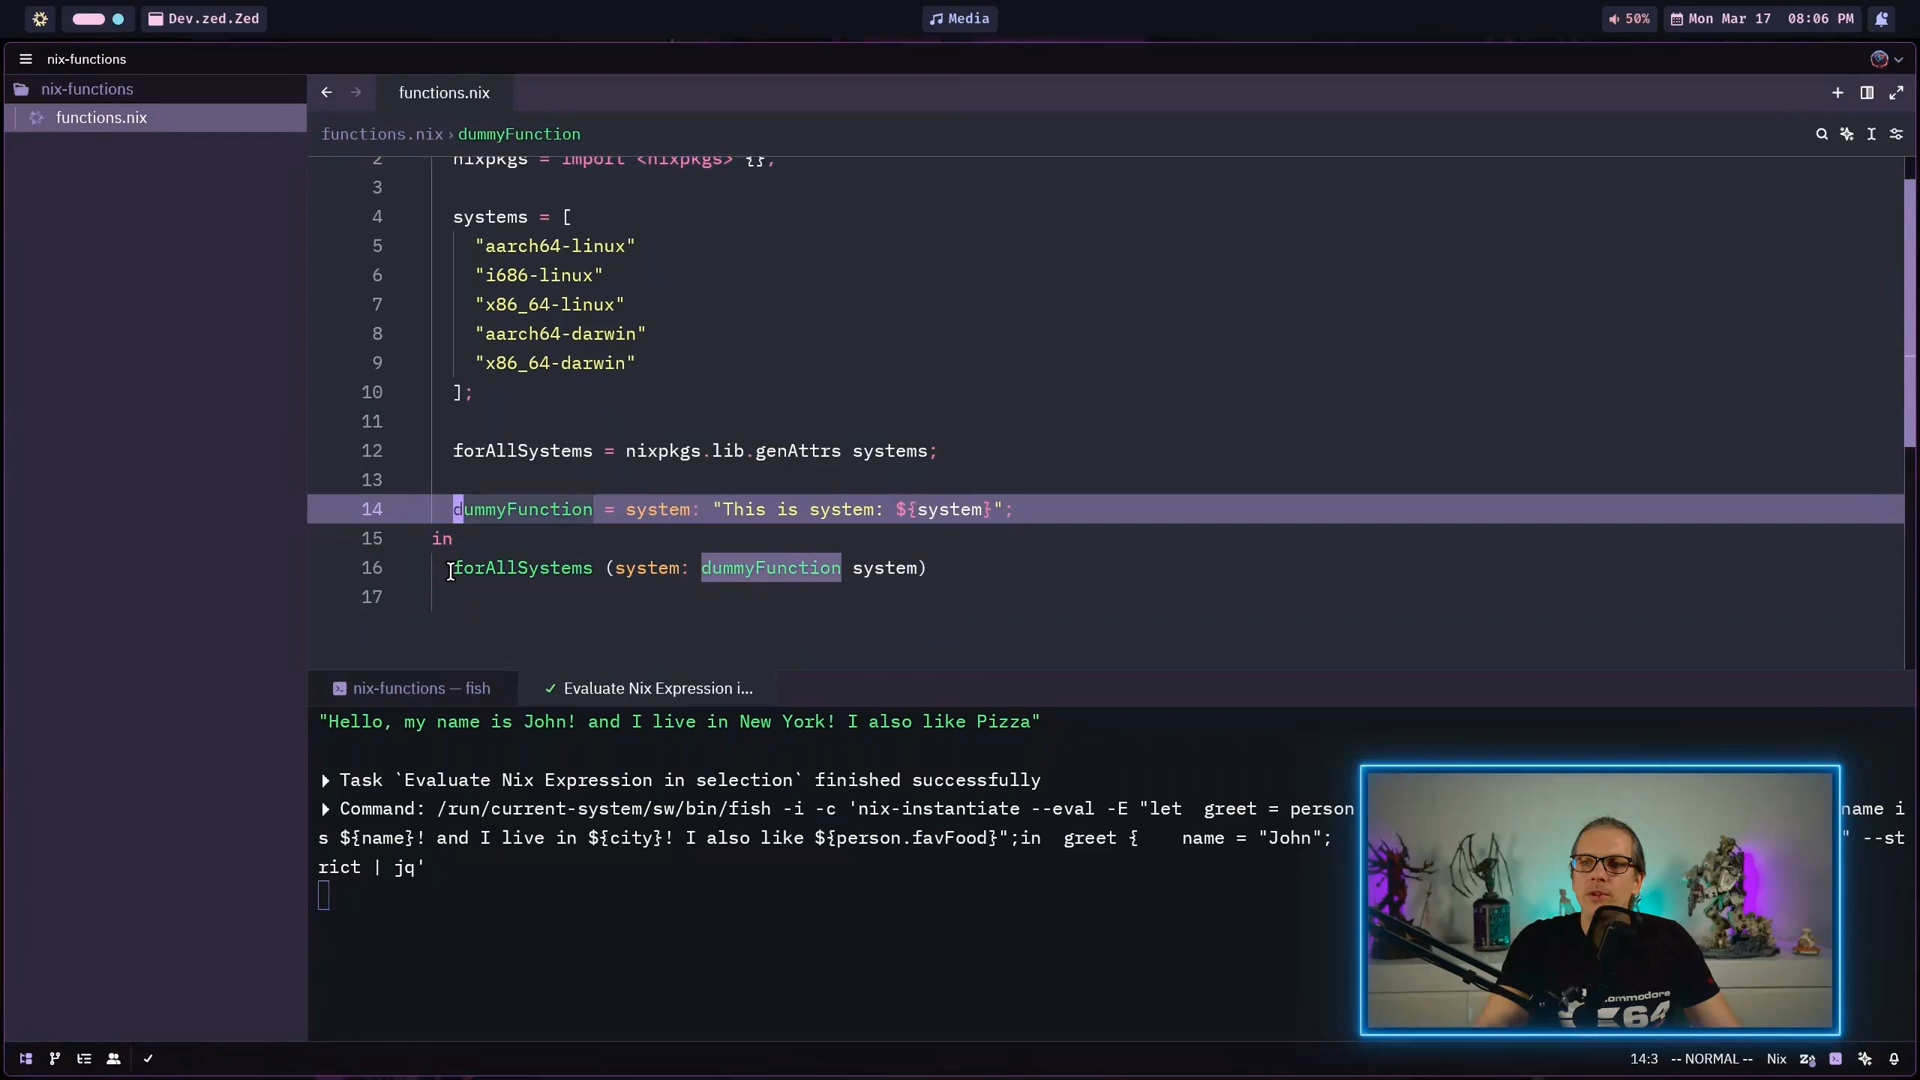 Dev.zed.Zed
Media
50%
Mon Mar 17 08:06 PM
nix-functions
nix-functions
functions.nix
functions.nix
functions.nix › dummyFunction
2 nixpkgs = import <nixpkgs> {};
3
4 systems = [
5 "aarch64-linux"
6 "i686-linux"
7 "x86_64-linux"
8 "aarch64-darwin"
9 "x86_64-darwin"
10 ];
11
12 forAllSystems = nixpkgs.lib.genAttrs systems;
13
14 dummyFunction = system: "This is system: ${system}";
15 in
16 forAllSystems (system: dummyFunction system)
17
nix-functions — fish
Evaluate Nix Expression i...
"Hello, my name is John! and I live in New York! I also like Pizza"
Task `Evaluate Nix Expression in selection` finished successfully
Command: /run/current-system/sw/bin/fish -i -c 'nix-instantiate --eval -E "let greet = person name i
s ${name}! and I live in ${city}! I also like ${person.favFood}";in greet { name = "John"; " --st
rict | jq'
commodore
64
14:3 -- NORMAL -- Nix